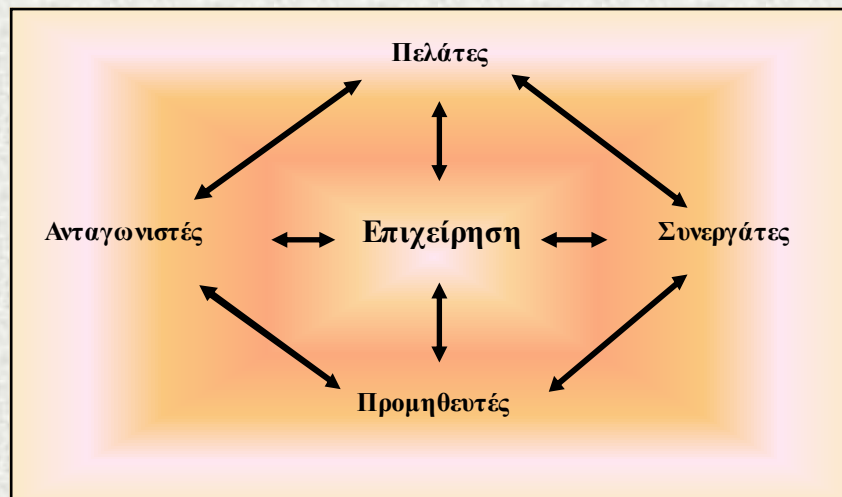 Πελάτες
Ανταγωνιστές
Επιχείρηση
Συνεργάτες
Προμηθευτές